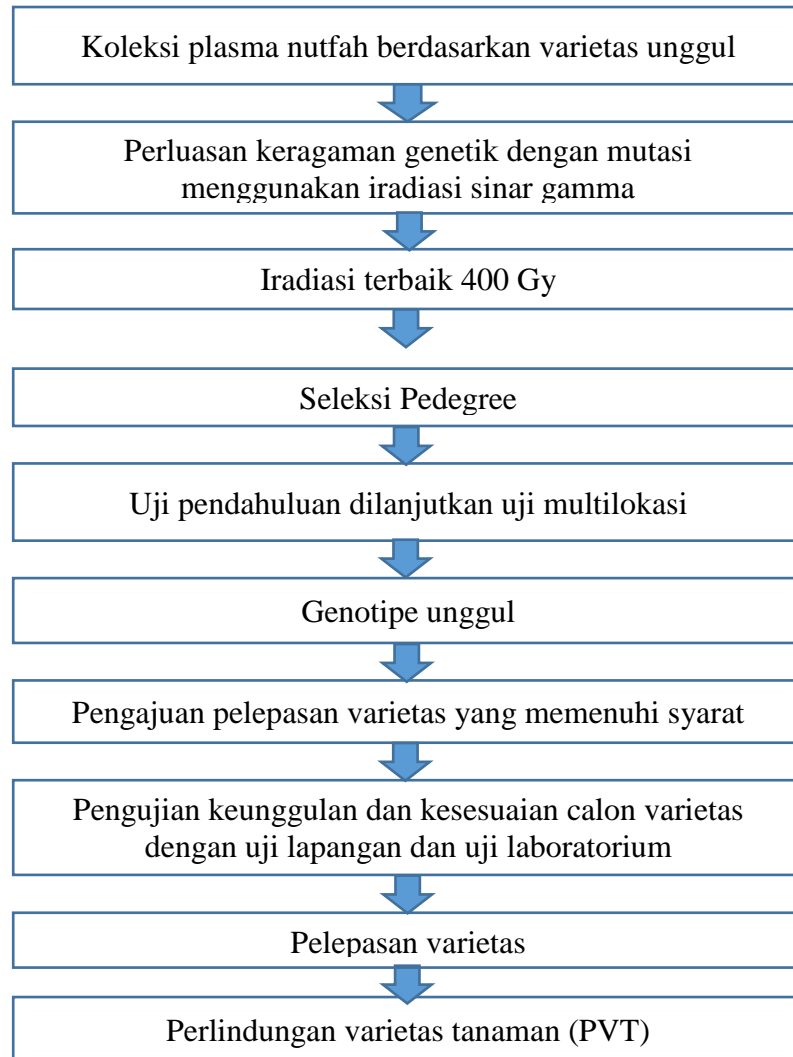 Koleksi plasma nutfah berdasarkan varietas unggul
Perluasan keragaman genetik dengan mutasi
menggunakan iradiasi sinar gamma
Iradiasi terbaik 400 Gy
Seleksi Pedegree
Uji pendahuluan dilanjutkan uji multilokasi
Genotipe unggul
Pengajuan pelepasan varietas yang memenuhi syarat
Pengujian keunggulan dan kesesuaian calon varietas
dengan uji lapangan dan uji laboratorium
Pelepasan varietas
Perlindungan varietas tanaman (PVT)